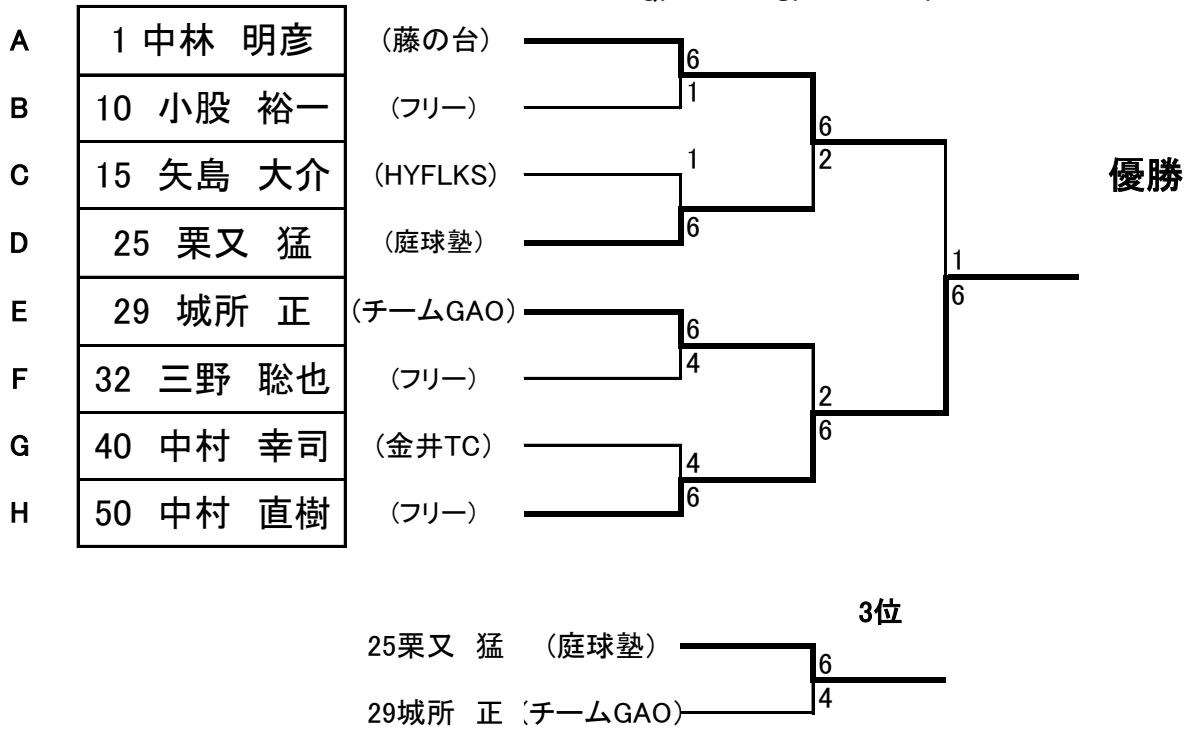 A 1 中林 明彦 (藤の台)
6
B 10 小股 裕一 (フリー) 1
6
C 15 矢島 大介 (HYFLKS) 1 2
優勝
D 25 栗又 猛 (庭球塾) 6
1
E 29 城所 正 (チームGAO) 6
6
F 32 三野 聡也 (フリー) 4
2
G 40 中村 幸司 (金井TC) 4
6
H 50 中村 直樹 (フリー) 6
3位
25栗又 猛 (庭球塾) 6
29城所 正 (チームGAO) 4